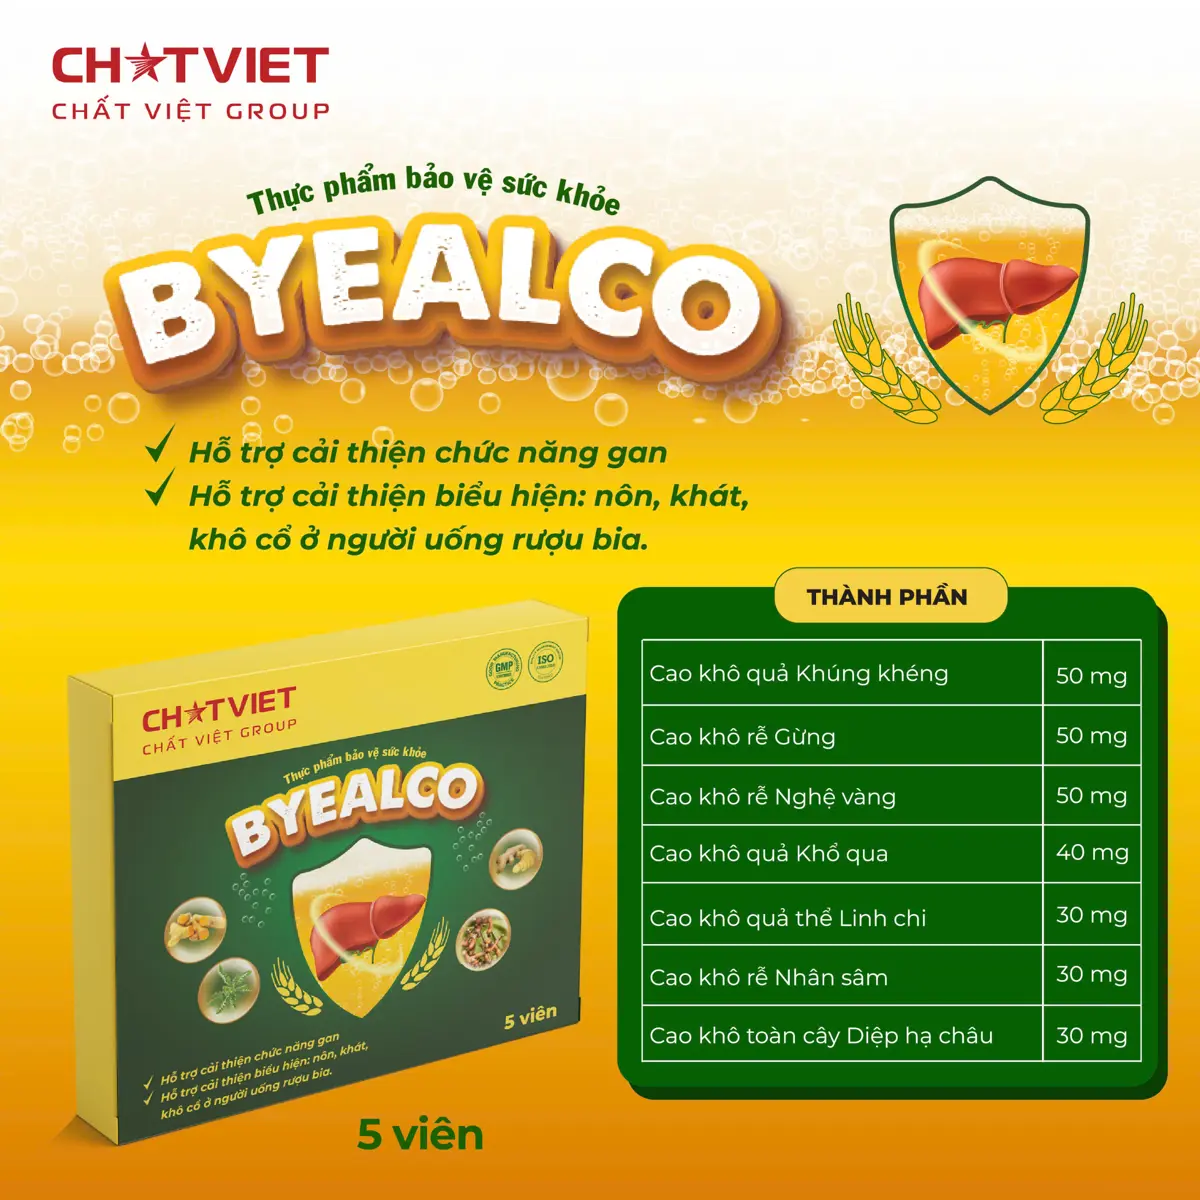 CH★TVIET
CHẤT VIỆT GROUP
Thực phẩm bảo vệ sức khỏe
BYEALCO
Hỗ trợ cải thiện chức năng gan
Hỗ trợ cải thiện biểu hiện: nôn, khát,
khô cổ ở người uống rượu bia.
THÀNH PHẦN
Cao khô quả Khúng khéng 50 mg
Cao khô rễ Gừng 50 mg
Cao khô rễ Nghệ vàng 50 mg
Cao khô quả Khổ qua 40 mg
Cao khô quả thể Linh chi 30 mg
Cao khô rễ Nhân sâm 30 mg
Cao khô toàn cây Diệp hạ châu 30 mg
GMP
ISO
CH★TVIET
CHẤT VIỆT GROUP
Thực phẩm bảo vệ sức khỏe
BYEALCO
5 viên
Hỗ trợ cải thiện chức năng gan
Hỗ trợ cải thiện biểu hiện: nôn, khát,
khô cổ ở người uống rượu bia.
5 viên